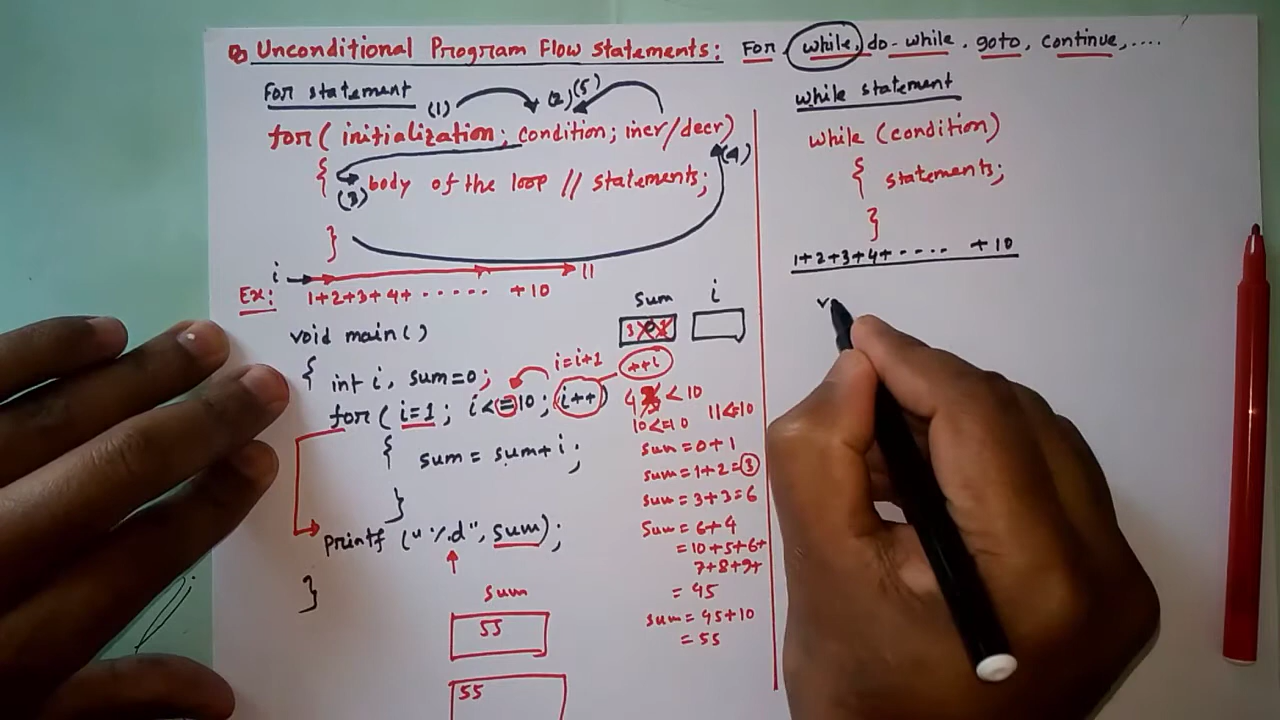 Unconditional Program Flow Statements: For, while, do-while, goto, continue,....
For statement
(1) (2) (5)
for( initialization; condition; incr/decr)
(4)
{ body of the loop // statements;
(3)
}
i 11
Ex: 1+2+3+4+ ...... +10
void main()
{ int i, sum=0;
i=i+1
for( i=1; i<=10; i++)
{ sum = sum+i;
}
printf ("%d", sum);
}
sum
55
55
sum i
3
++i
4 < 10
10<=10 11<=10
sum = 0+1
sum = 1+2=3
sum = 3+3=6
sum = 6+4
= 10+5+6+
7+8+9+
= 45
sum = 45+10
= 55
while statement
while (condition)
{ statements;
}
1+2+3+4+ .... +10
v